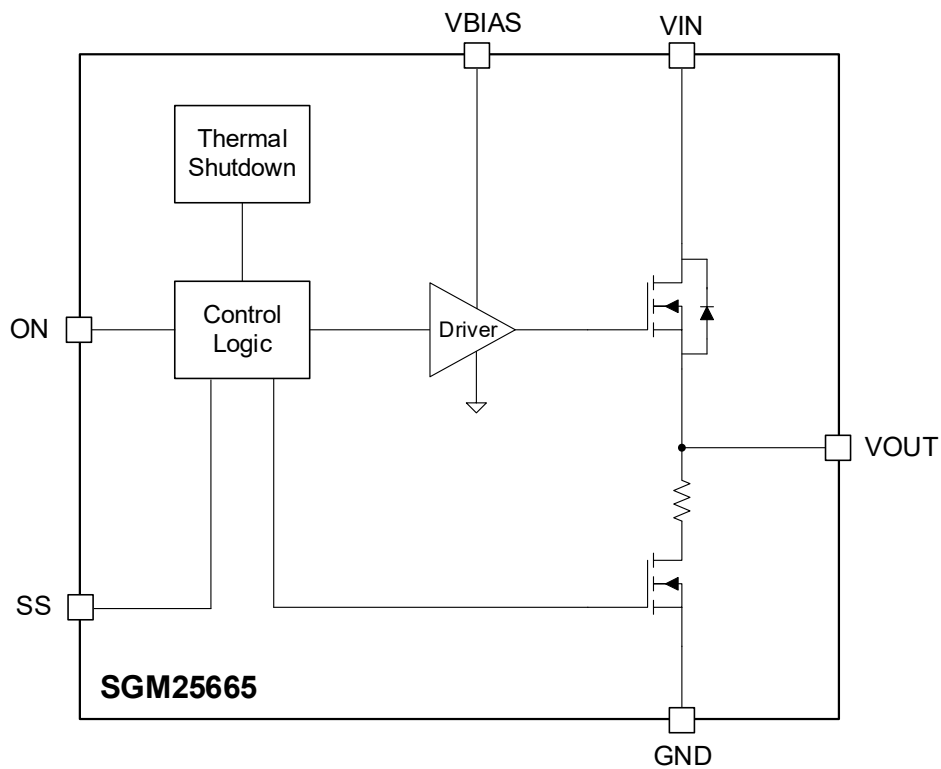 VBIAS
VIN
Thermal
Shutdown
ON
Control
Logic
Driver
VOUT
SS
SGM25665
GND